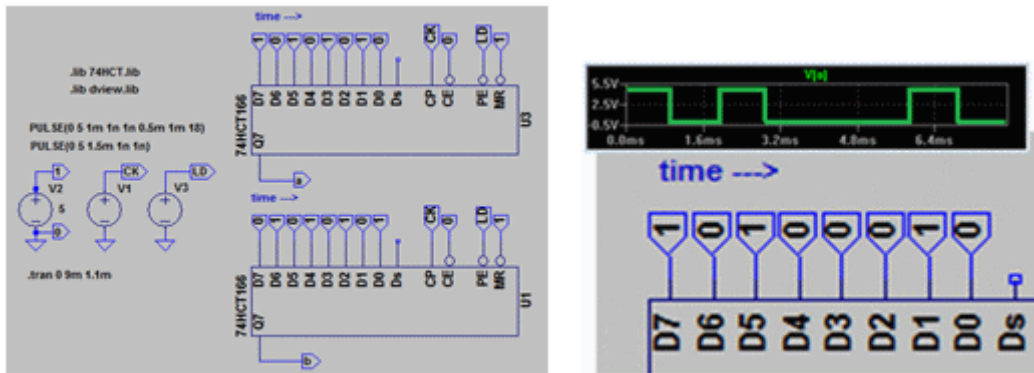 time --->
1 0 1 0 1 0 1 0 CK 0 LD 1
.lib 74HCT.lib
.lib dview.lib
D7 D6 D5 D4 D3 D2 D1 D0 Ds CP CE PE MR
74HCT166
Q7
U3
a
PULSE(0 5 1m 1n 1n 0.5m 1m 18)
PULSE(0 5 1.5m 1n 1n)
1 CK LD
V2 V1 V3
5
0
.tran 0 9m 1.1m
time --->
0 1 0 1 0 1 0 1 CK 0 LD 1
D7 D6 D5 D4 D3 D2 D1 D0 Ds CP CE PE MR
74HCT166
Q7
U1
b
V[a]
5.5V
2.5V
-0.5V
0.0ms 1.6ms 3.2ms 4.8ms 6.4ms
time --->
1 0 1 0 0 0 1 0
D7 D6 D5 D4 D3 D2 D1 D0 Ds